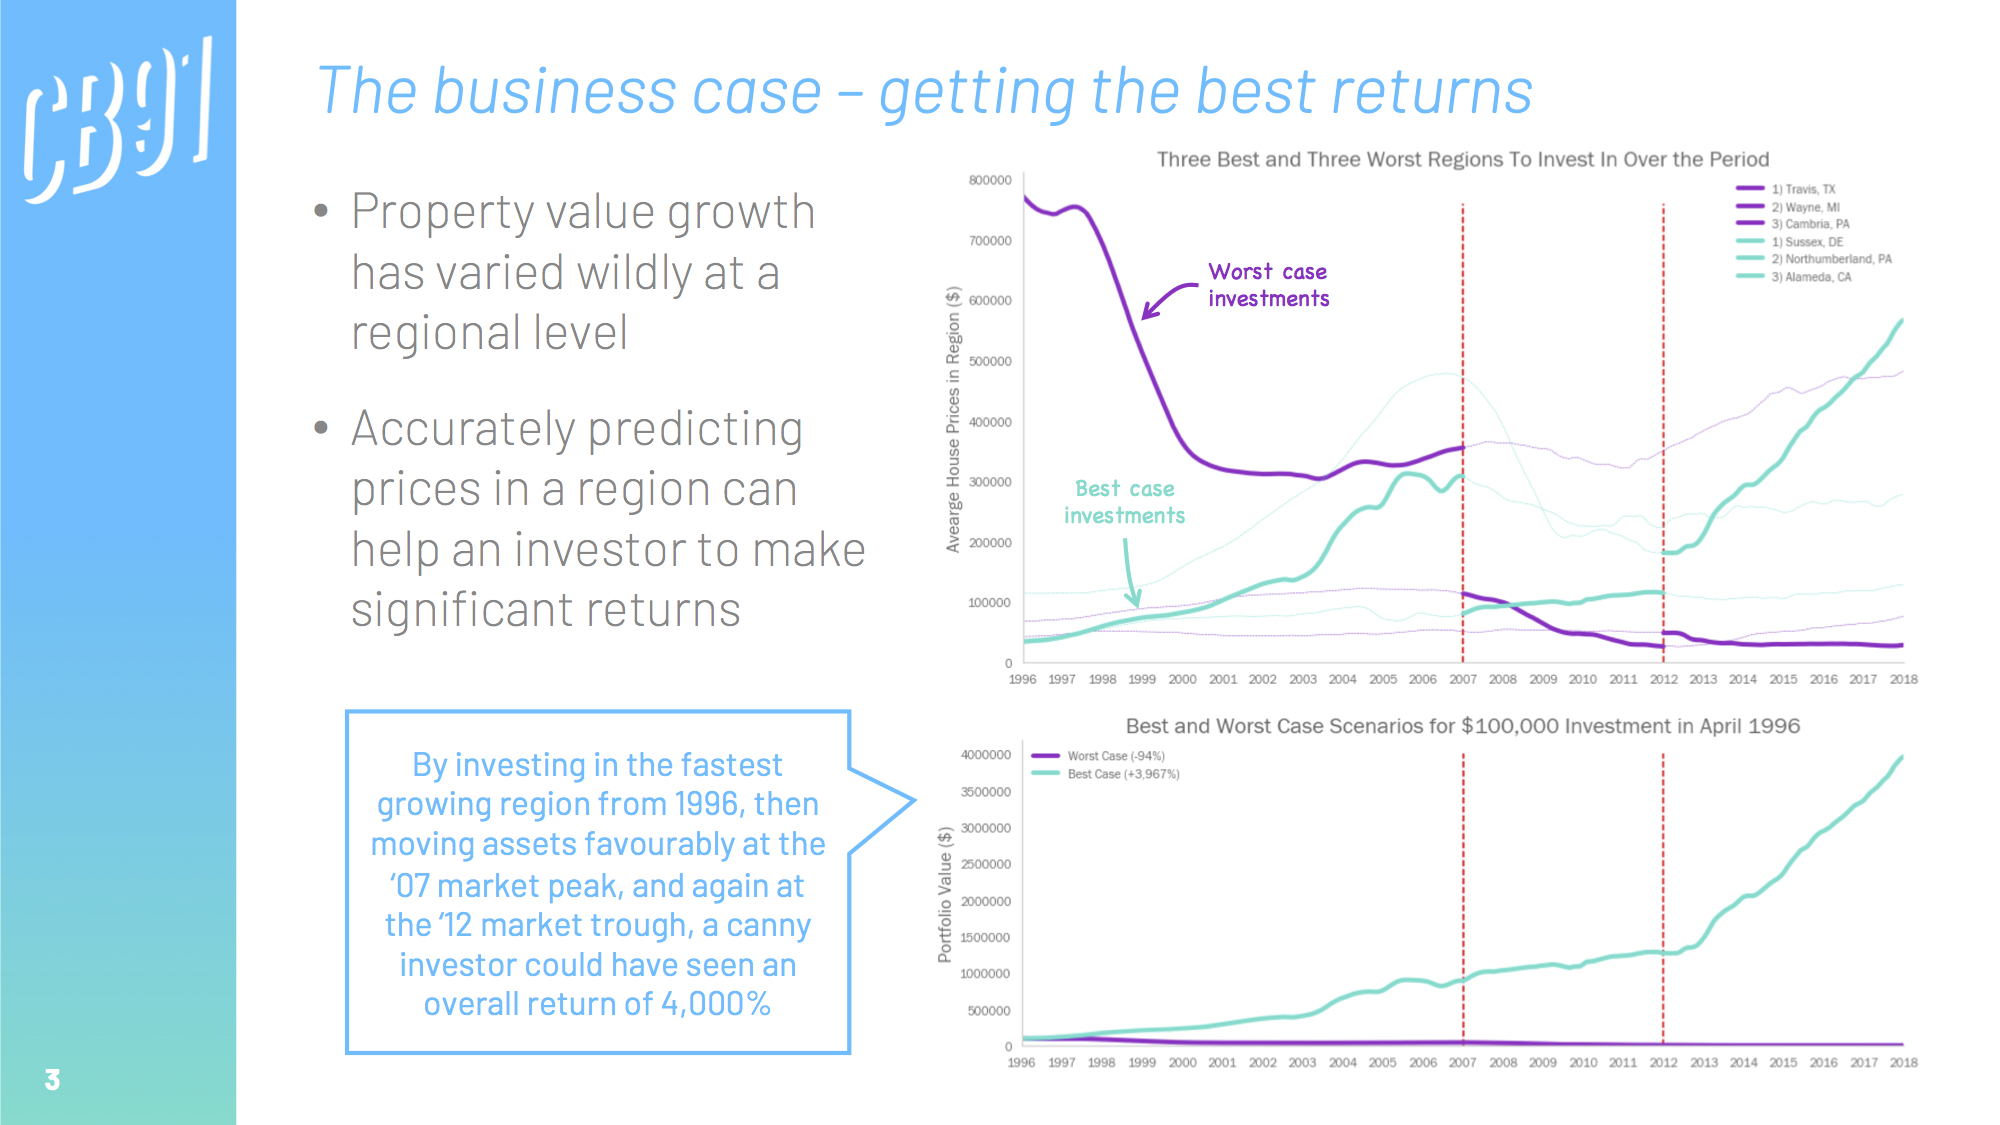 CB91
The business case – getting the best returns
• Property value growth
has varied wildly at a
regional level
• Accurately predicting
prices in a region can
help an investor to make
significant returns
By investing in the fastest
growing region from 1996, then
moving assets favourably at the
‘07 market peak, and again at
the ‘12 market trough, a canny
investor could have seen an
overall return of 4,000%
3
Three Best and Three Worst Regions To Invest In Over the Period
Avearge House Prices in Region ($)
800000
700000
600000
500000
400000
300000
200000
100000
0
1) Travis, TX
2) Wayne, MI
3) Cambria, PA
1) Sussex, DE
2) Northumberland, PA
3) Alameda, CA
Worst case
investments
Best case
investments
1996 1997 1998 1999 2000 2001 2002 2003 2004 2005 2006 2007 2008 2009 2010 2011 2012 2013 2014 2015 2016 2017 2018
Best and Worst Case Scenarios for $100,000 Investment in April 1996
Portfolio Value ($)
4000000
3500000
3000000
2500000
2000000
1500000
1000000
500000
0
Worst Case (-94%)
Best Case (+3,967%)
1996 1997 1998 1999 2000 2001 2002 2003 2004 2005 2006 2007 2008 2009 2010 2011 2012 2013 2014 2015 2016 2017 2018